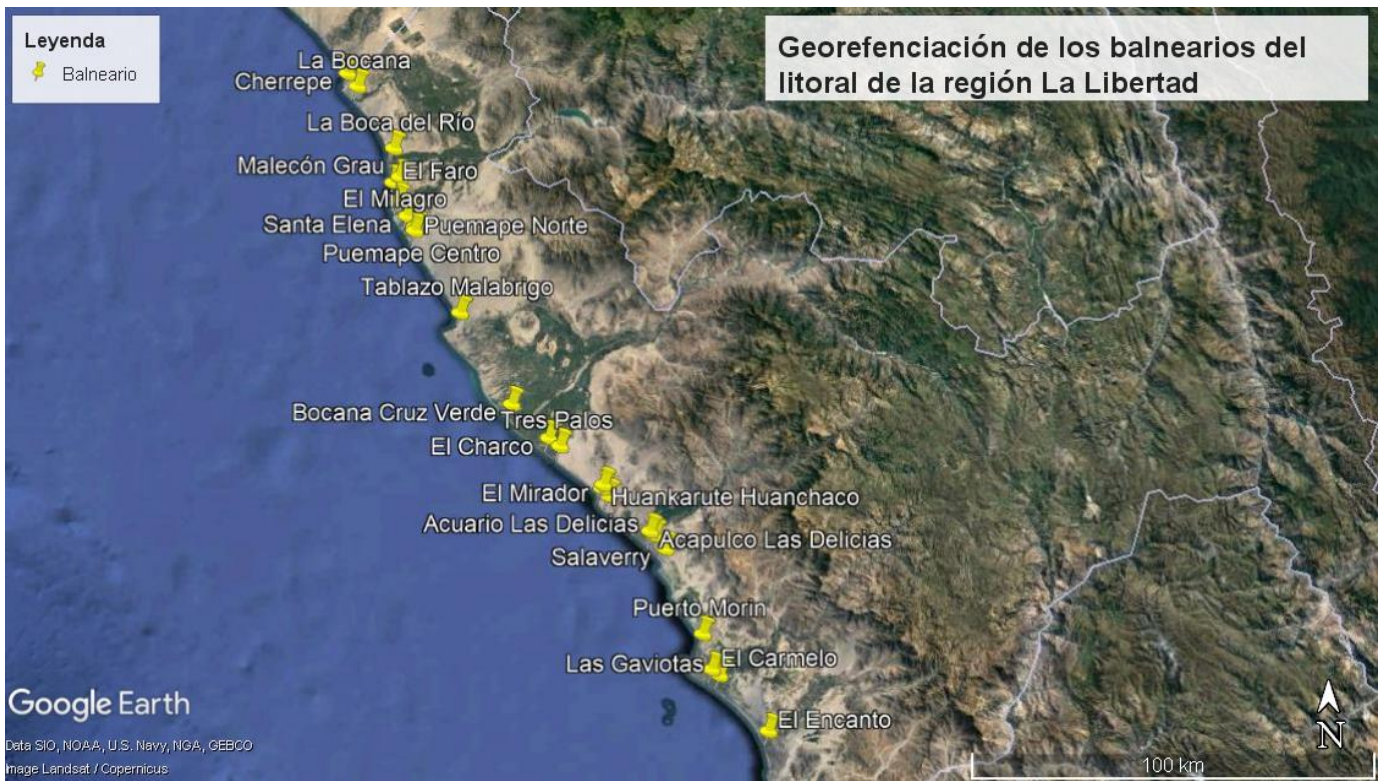 Leyenda
Balneario
Georefenciación de los balnearios del
litoral de la región La Libertad
La Bocana
Cherrepe
La Boca del Río
Malecón Grau
El Faro
El Milagro
Santa Elena
Puemape Norte
Puemape Centro
Tablazo Malabrigo
Bocana Cruz Verde
Tres Palos
El Charco
El Mirador
Huankarute Huanchaco
Acuario Las Delicias
Acapulco Las Delicias
Salaverry
Puerto Morin
Las Gaviotas
El Carmelo
El Encanto
Google Earth
Data SIO, NOAA, U.S. Navy, NGA, GEBCO
Image Landsat / Copernicus
N
100 km